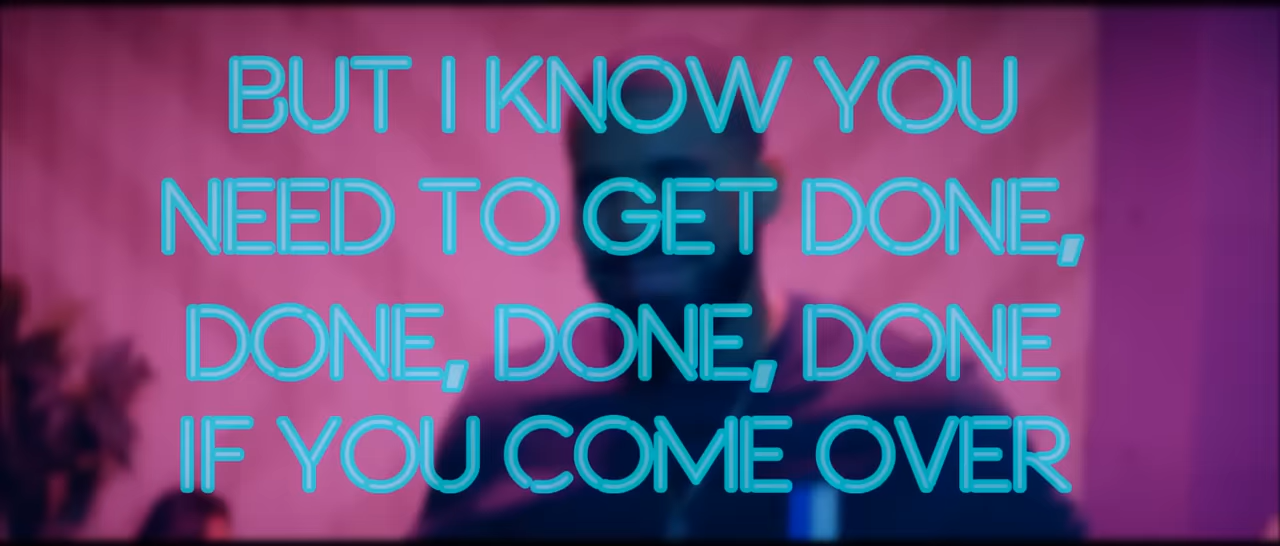 BUT I KNOW YOU
NEED TO GET DONE,
DONE, DONE, DONE
IF YOU COME OVER